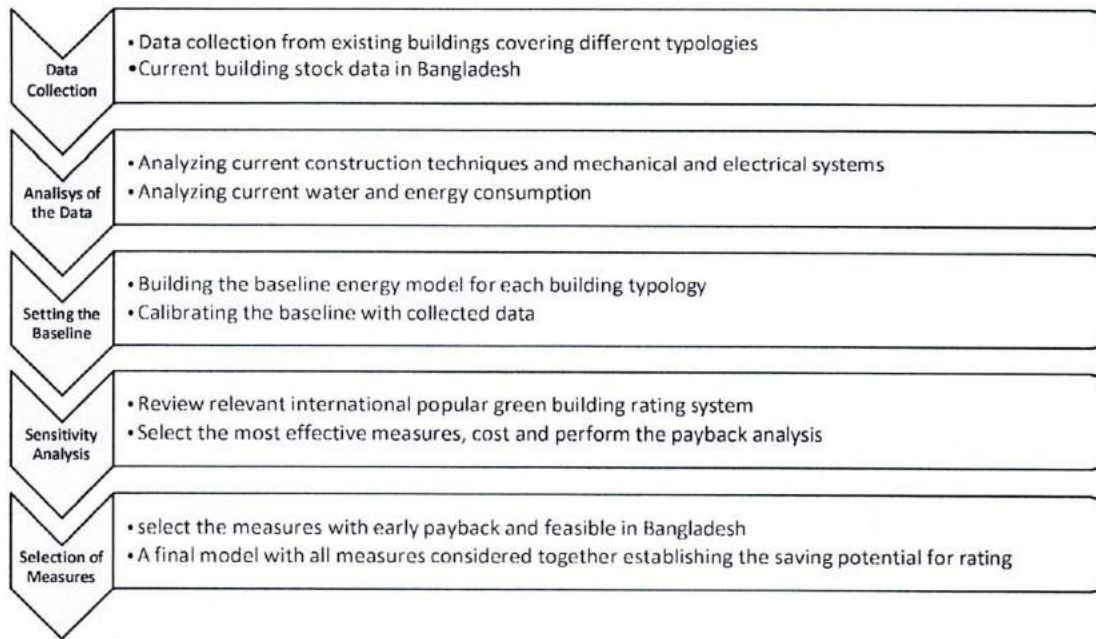 Data
Collection
• Data collection from existing buildings covering different typologies
•Current building stock data in Bangladesh
Analisys of
the Data
• Analyzing current construction techniques and mechanical and electrical systems
• Analyzing current water and energy consumption
Setting the
Baseline
• Building the baseline energy model for each building typology
• Calibrating the baseline with collected data
Sensitivity
Analysis
• Review relevant international popular green building rating system
• Select the most effective measures, cost and perform the payback analysis
Selection of
Measures
• select the measures with early payback and feasible in Bangladesh
• A final model with all measures considered together establishing the saving potential for rating